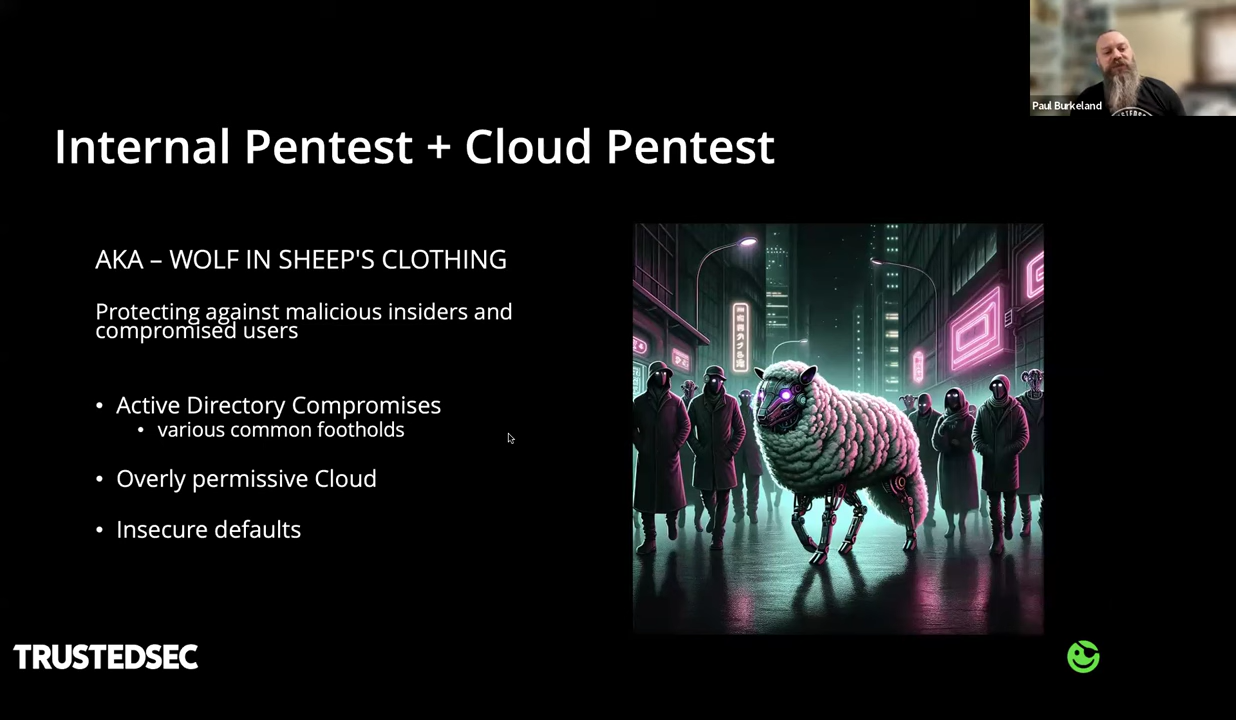 Paul Burkeland
Internal Pentest + Cloud Pentest
AKA – WOLF IN SHEEP'S CLOTHING
Protecting against malicious insiders and
compromised users
• Active Directory Compromises
• various common footholds
• Overly permissive Cloud
• Insecure defaults
TRUSTEDSEC